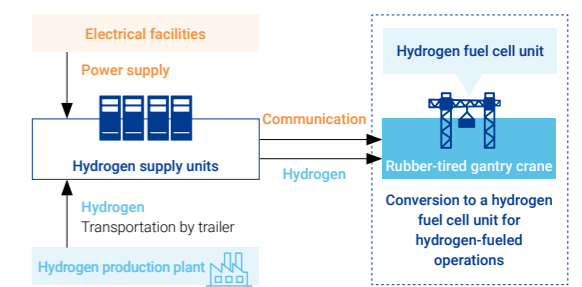 Electrical facilities
Power supply
Hydrogen supply units
Hydrogen
Transportation by trailer
Hydrogen production plant
Communication
Hydrogen
Hydrogen fuel cell unit
Rubber-tired gantry crane
Conversion to a hydrogen
fuel cell unit for
hydrogen-fueled
operations